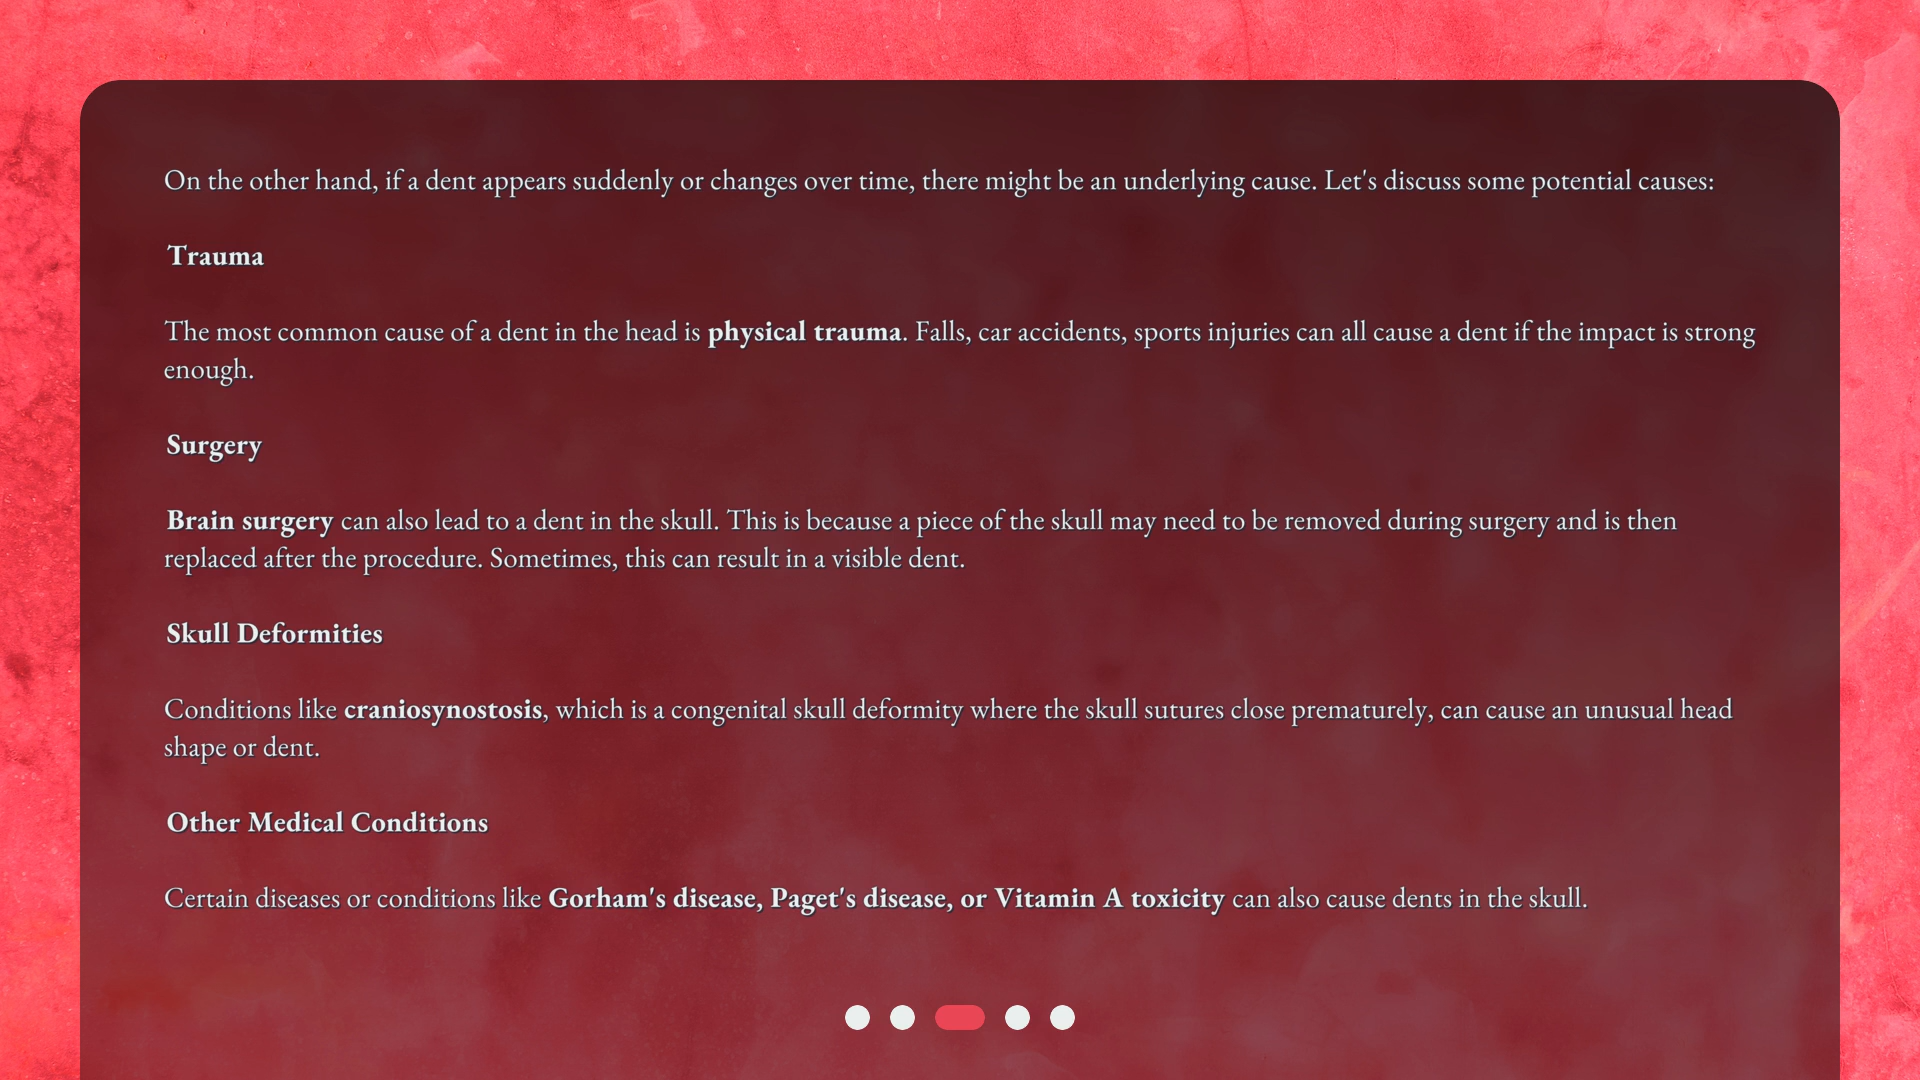 On the other hand, if a dent appears suddenly or changes over time, there might be an underlying cause. Let's discuss some potential causes:
Trauma
The most common cause of a dent in the head is physical trauma. Falls, car accidents, sports injuries can all cause a dent if the impact is strong
enough.
Surgery
Brain surgery can also lead to a dent in the skull. This is because a piece of the skull may need to be removed during surgery and is then
replaced after the procedure. Sometimes, this can result in a visible dent.
Skull Deformities
Conditions like craniosynostosis, which is a congenital skull deformity where the skull sutures close prematurely, can cause an unusual head
shape or dent.
Other Medical Conditions
Certain diseases or conditions like Gorham's disease, Paget's disease, or Vitamin A toxicity can also cause dents in the skull.